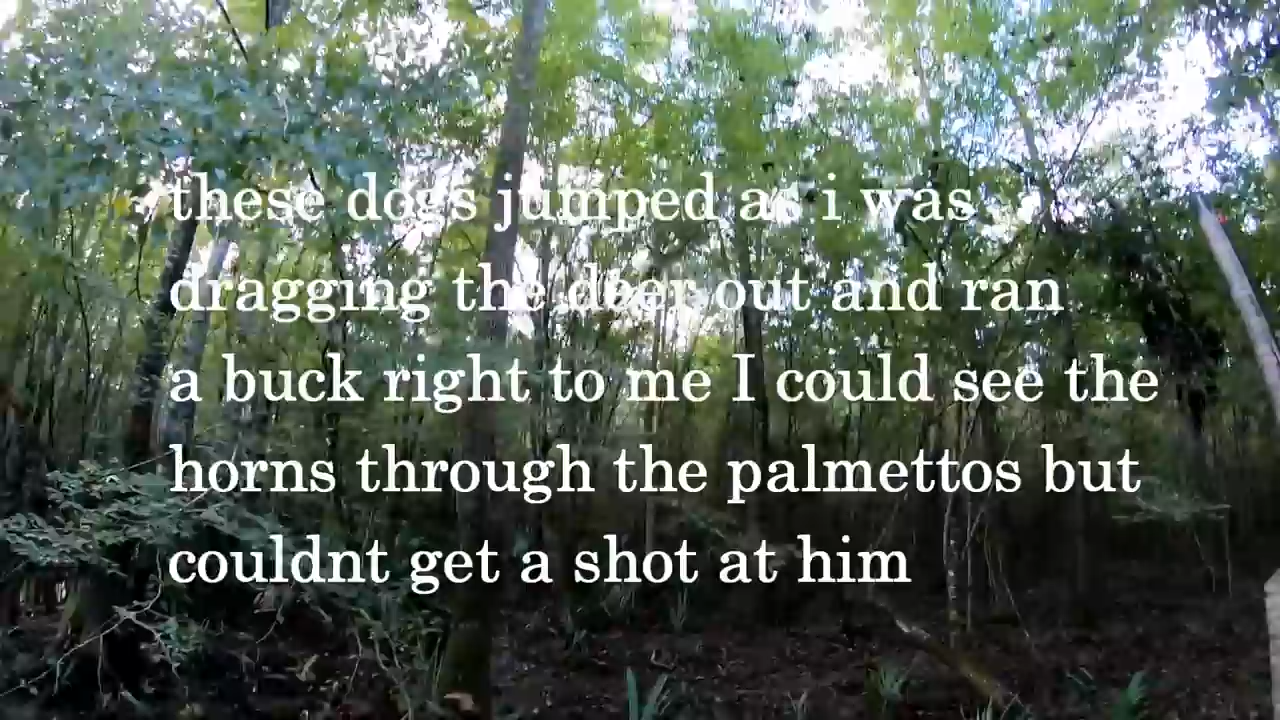 these dogs jumped as i was
dragging the deer out and ran
a buck right to me I could see the
horns through the palmettos but
couldnt get a shot at him